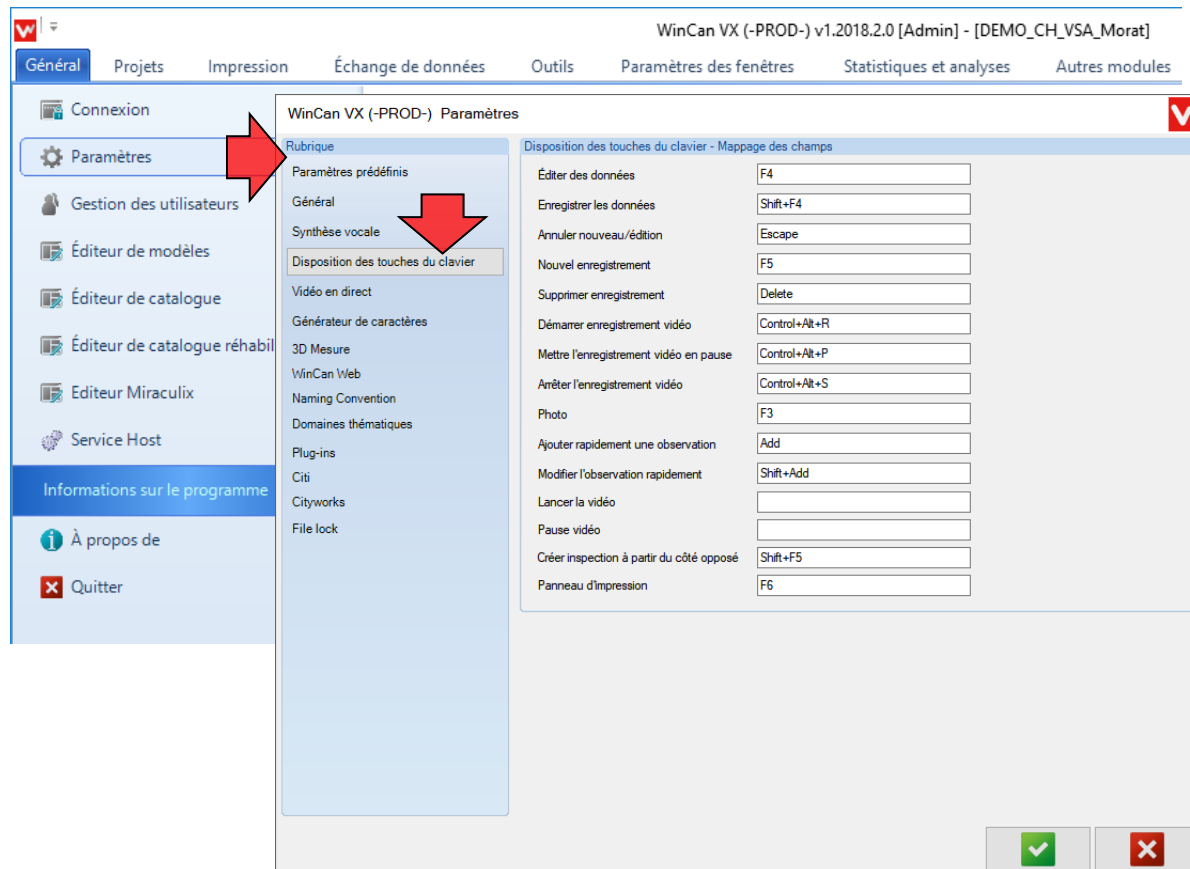 WinCan VX (-PROD-) v1.2018.2.0 [Admin] - [DEMO_CH_VSA_Morat]
Général Projets Impression Échange de données Outils Paramètres des fenêtres Statistiques et analyses Autres modules
Connexion
Paramètres
Gestion des utilisateurs
Éditeur de modèles
Éditeur de catalogue
Éditeur de catalogue réhabil
Editeur Miraculix
Service Host
Informations sur le programme
À propos de
Quitter
WinCan VX (-PROD-) Paramètres
Rubrique
Paramètres prédéfinis
Général
Synthèse vocale
Disposition des touches du clavier
Vidéo en direct
Générateur de caractères
3D Mesure
WinCan Web
Naming Convention
Domaines thématiques
Plug-ins
Citi
Cityworks
File lock
Disposition des touches du clavier - Mappage des champs
Éditer des données F4
Enregistrer les données Shift+F4
Annuler nouveau/édition Escape
Nouvel enregistrement F5
Supprimer enregistrement Delete
Démarrer enregistrement vidéo Control+Alt+R
Mettre l'enregistrement vidéo en pause Control+Alt+P
Arrêter l'enregistrement vidéo Control+Alt+S
Photo F3
Ajouter rapidement une observation Add
Modifier l'observation rapidement Shift+Add
Lancer la vidéo
Pause vidéo
Créer inspection à partir du côté opposé Shift+F5
Panneau d'impression F6